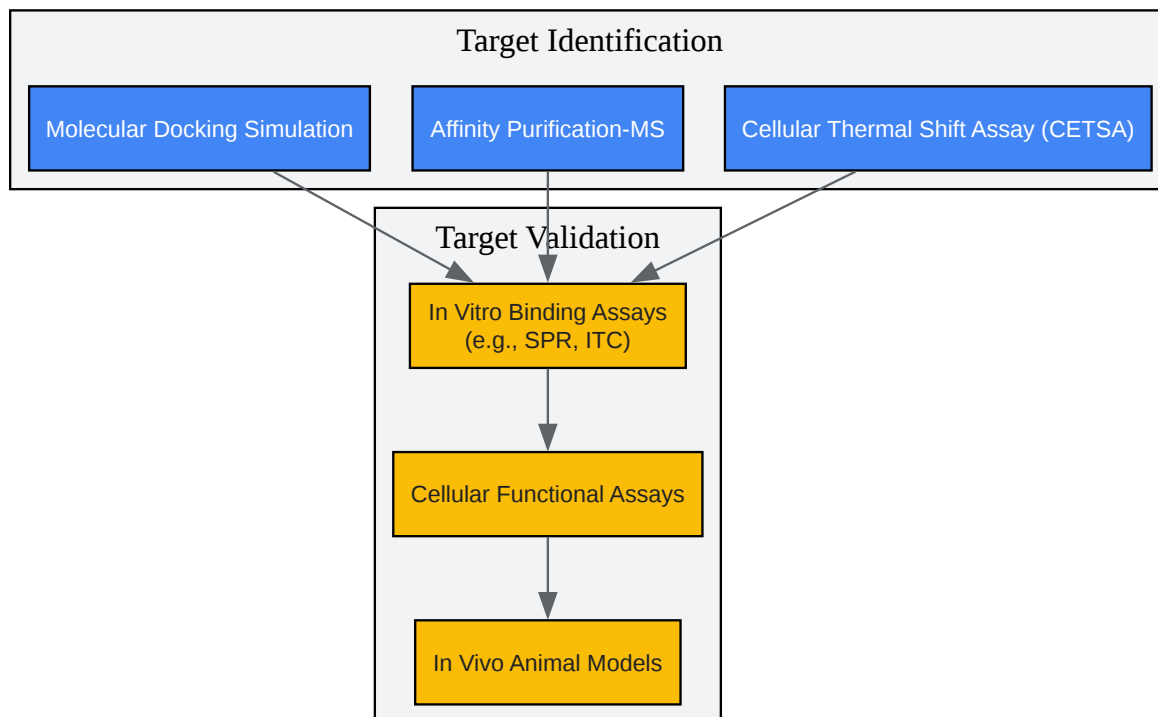 Target Identification
Molecular Docking Simulation
Affinity Purification-MS
Cellular Thermal Shift Assay (CETSA)
Target Validation
In Vitro Binding Assays
(e.g., SPR, ITC)
Cellular Functional Assays
In Vivo Animal Models